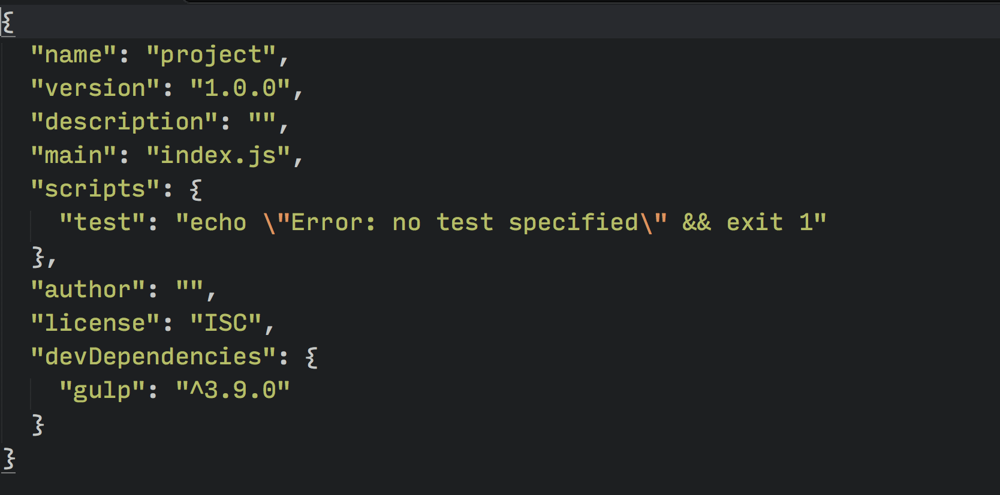 {
  "name": "project",
  "version": "1.0.0",
  "description": "",
  "main": "index.js",
  "scripts": {
    "test": "echo \"Error: no test specified\" && exit 1"
  },
  "author": "",
  "license": "ISC",
  "devDependencies": {
    "gulp": "^3.9.0"
  }
}